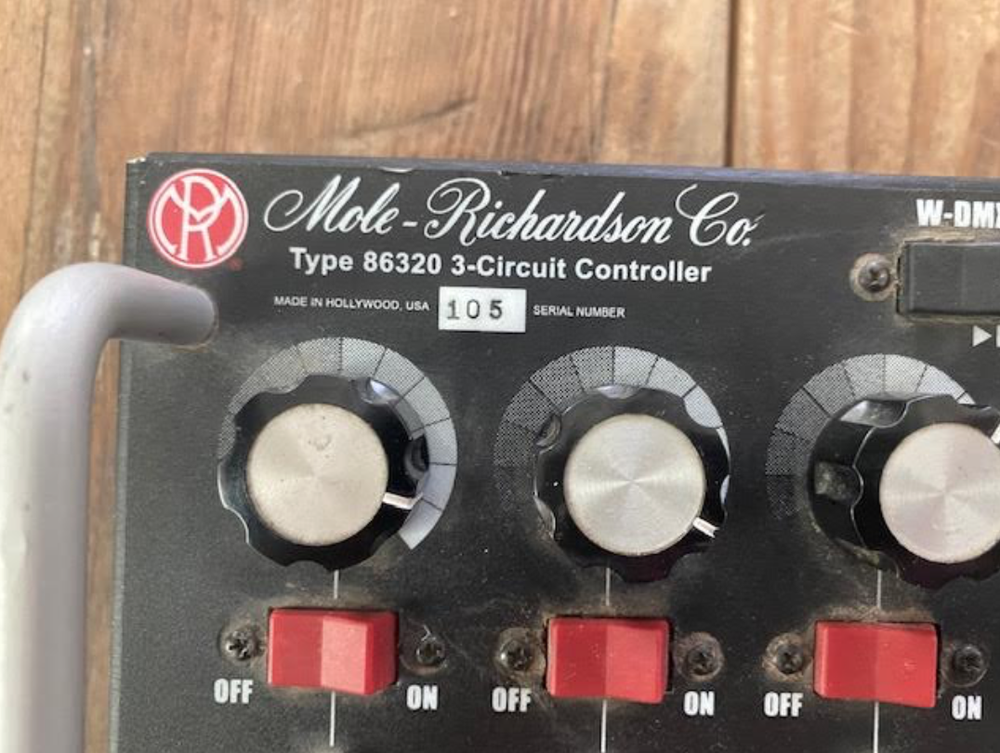 MR
Mole-Richardson Co.
Type 86320 3-Circuit Controller
MADE IN HOLLYWOOD, USA 105 SERIAL NUMBER
OFF ON OFF ON OFF ON